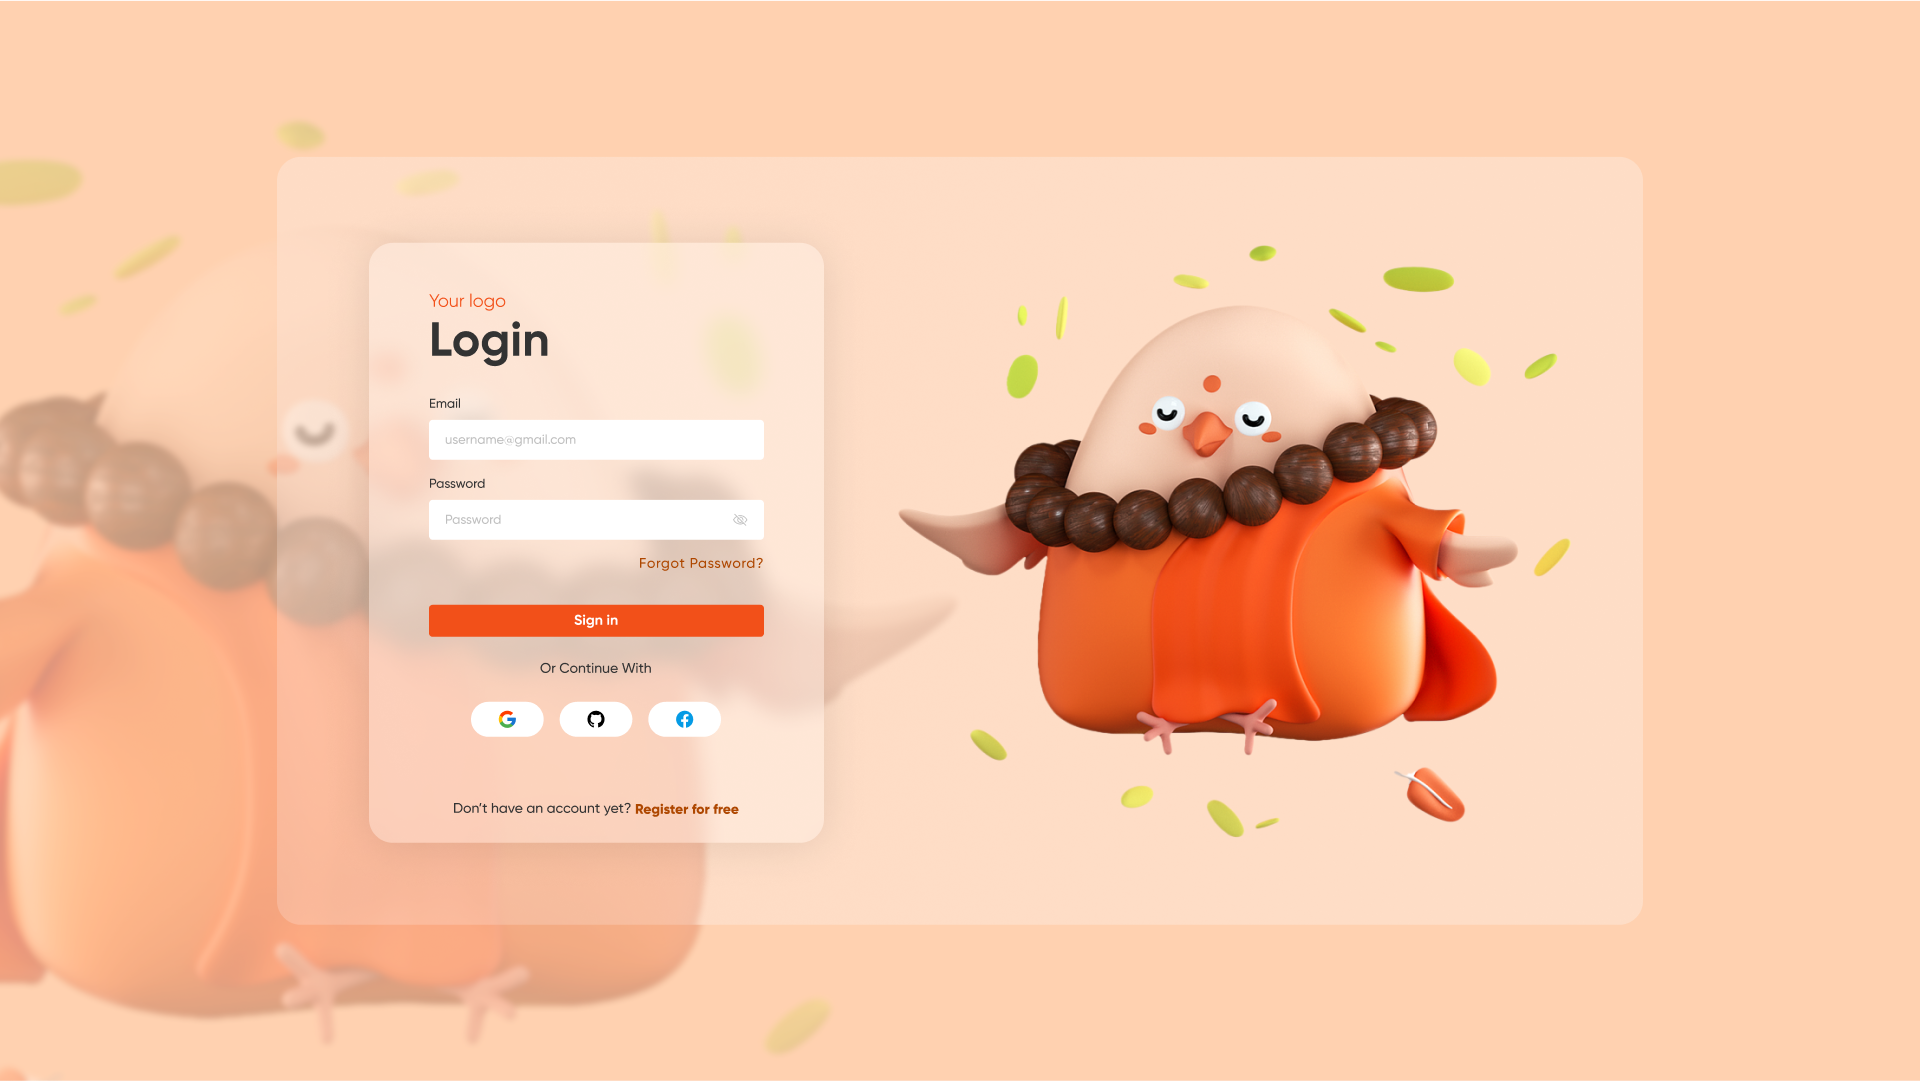 Your logo
Login
Email
username@gmail.com
Password
Password
Forgot Password?
Sign in
Or Continue With
Don’t have an account yet? Register for free